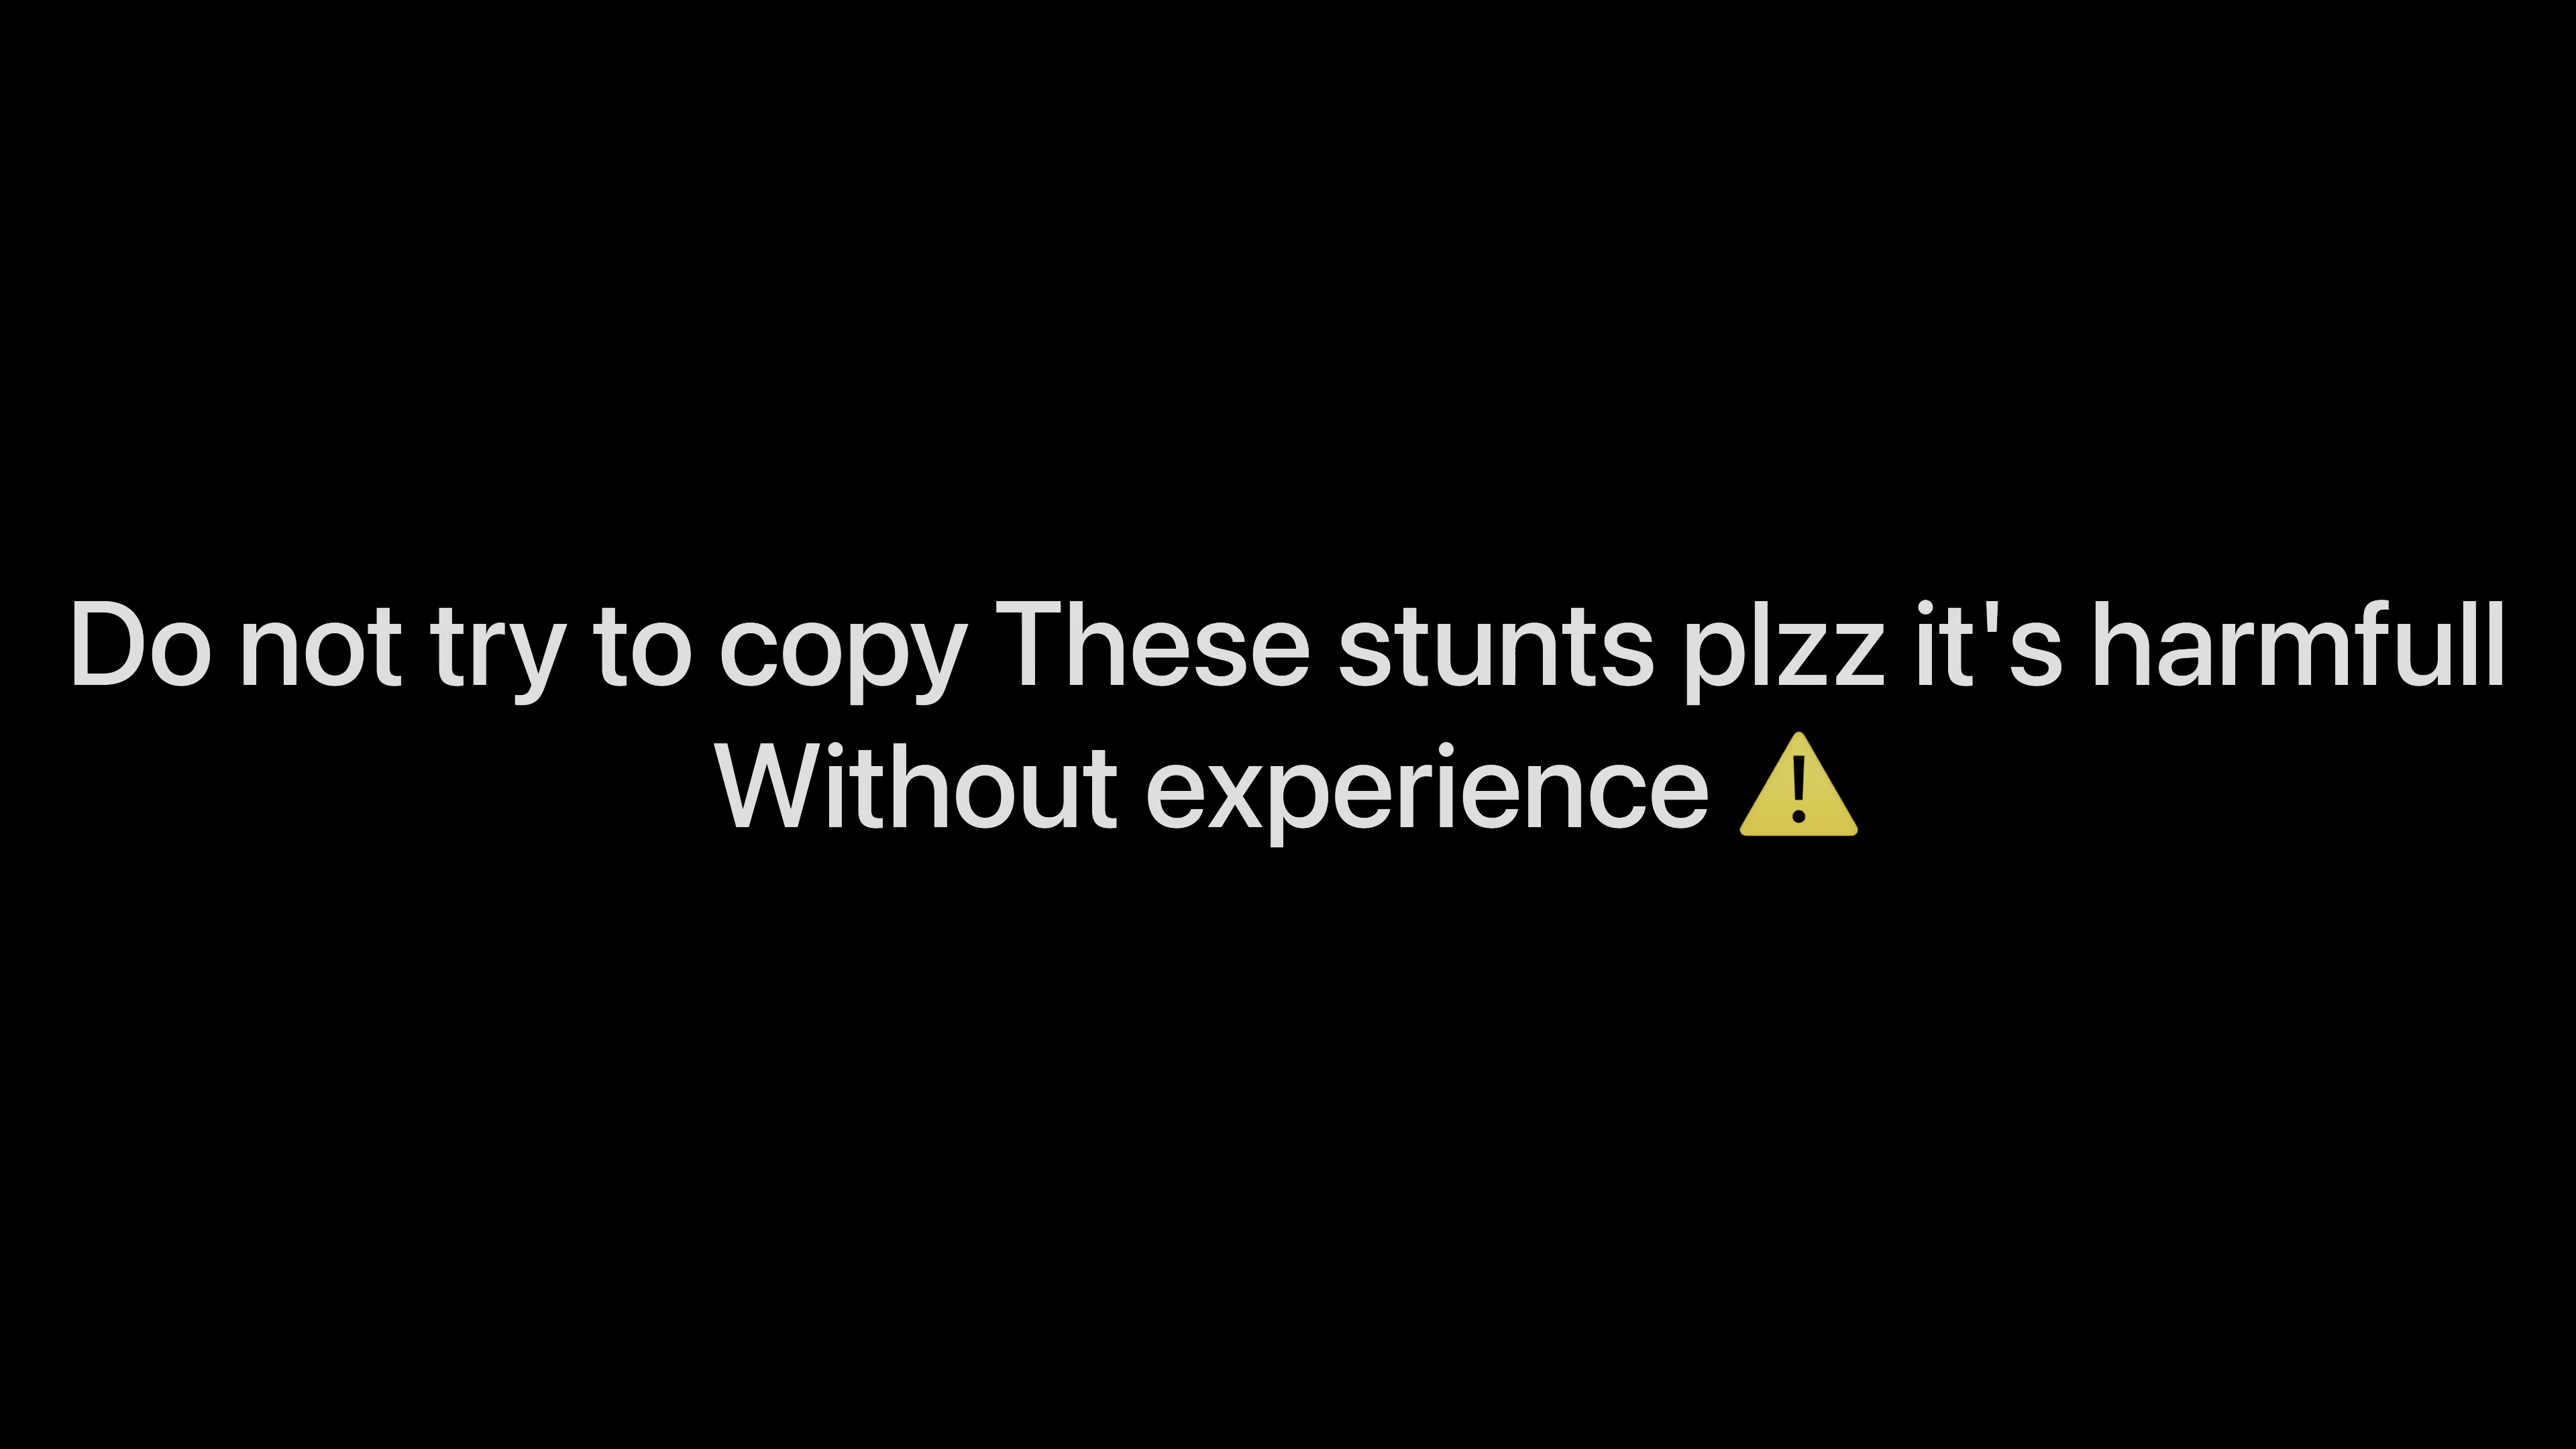 Do not try to copy These stunts plzz it's harmfull
Without experience ⚠️